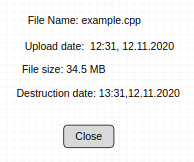 File Name: example.cpp
Upload date:  12:31, 12.11.2020
File size: 34.5 MB
Destruction date: 13:31,12.11.2020
Close